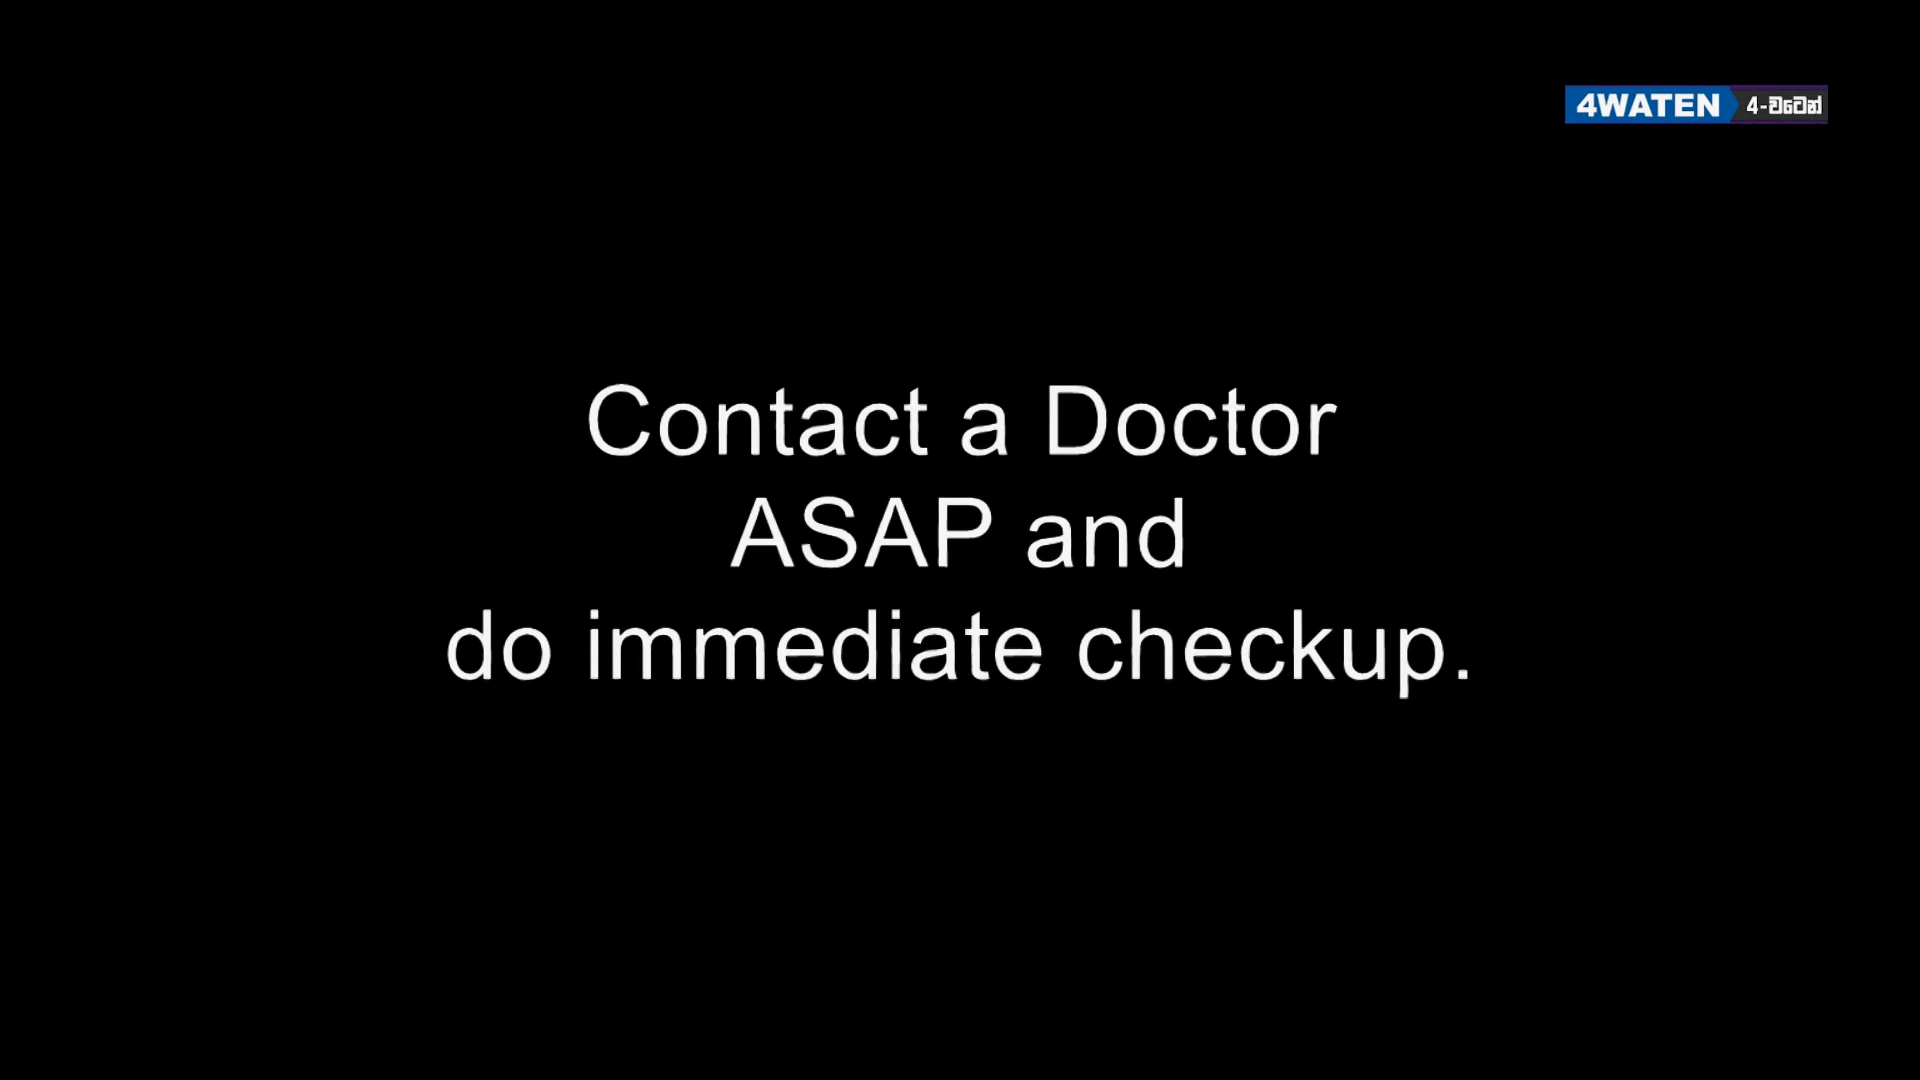 4WATEN 4-වටෙන්
Contact a Doctor
ASAP and
do immediate checkup.